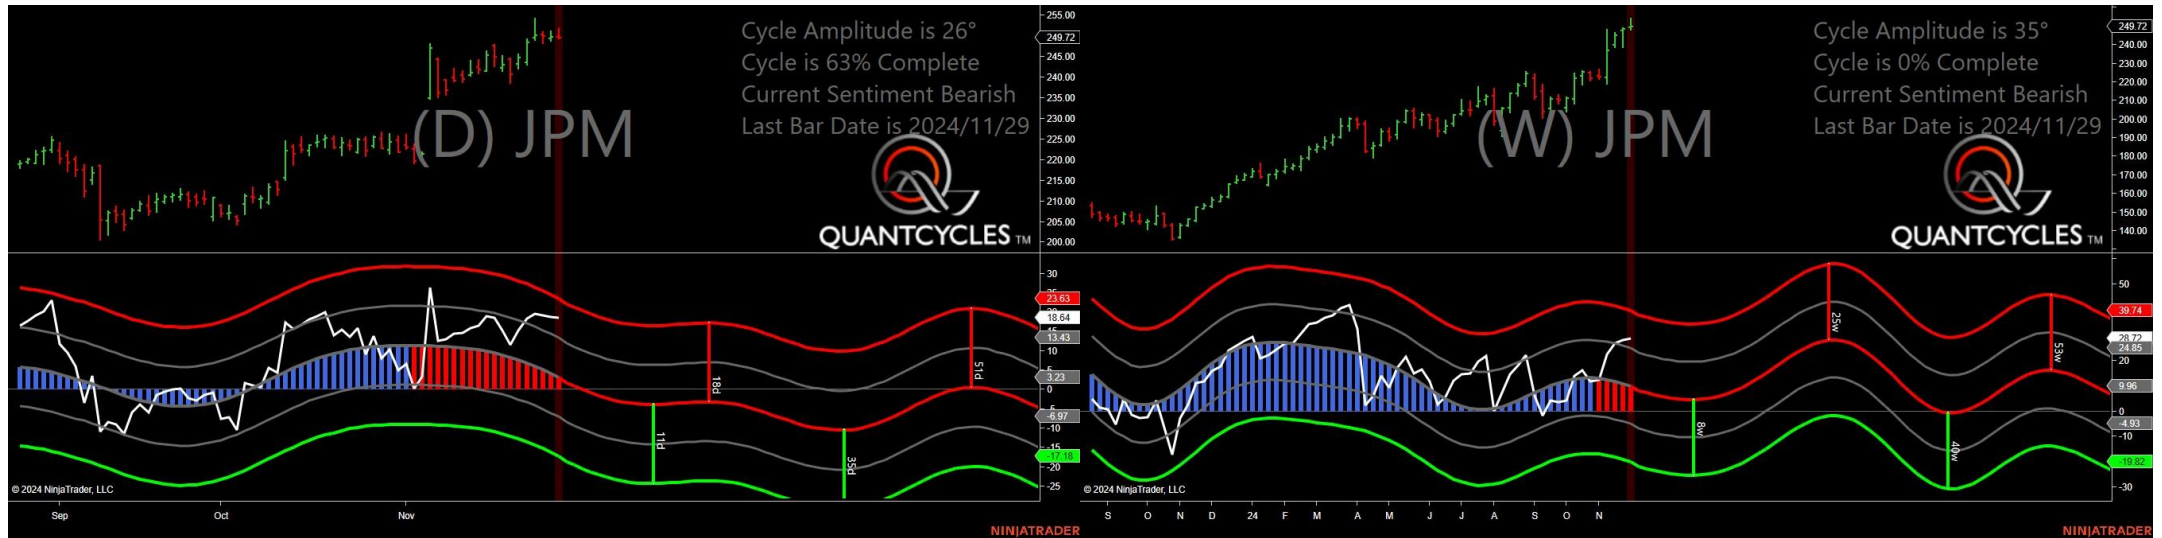 Cycle Amplitude is 26°
Cycle is 63% Complete
Current Sentiment Bearish
Last Bar Date is 2024/11/29
(D) JPM
QUANTCYCLES TM
255.00
249.72
245.00
240.00
235.00
230.00
225.00
220.00
215.00
210.00
205.00
200.00
30
23.63
18.64
13.43
10
3.23
0
-6.97
-10
-15
-17.18
-20
-25
11d
18d
35d
51d
© 2024 NinjaTrader, LLC
Sep Oct Nov
NINJATRADER
Cycle Amplitude is 35°
Cycle is 0% Complete
Current Sentiment Bearish
Last Bar Date is 2024/11/29
(W) JPM
QUANTCYCLES TM
249.72
240.00
230.00
220.00
210.00
200.00
190.00
180.00
170.00
160.00
150.00
140.00
50
39.74
28.72
24.85
20
9.96
0
-4.93
-10
-19.82
-30
8w
25w
40w
53w
© 2024 NinjaTrader, LLC
S O N D 24 F M A M J J A S O N
NINJATRADER